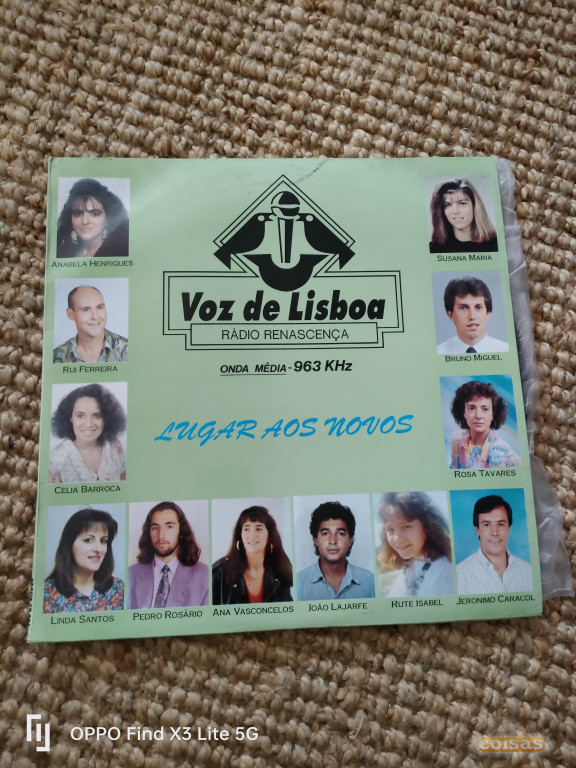 ANABELA HENRIQUES
SUSANA MARIA
Voz de Lisboa
RÁDIO RENASCENÇA
ONDA MÉDIA - 963 KHz
RUI FERREIRA
BRUNO MIGUEL
LUGAR AOS NOVOS
CÉLIA BARROCA
ROSA TAVARES
LINDA SANTOS
PEDRO ROSÁRIO
ANA VASCONCELOS
JOÃO LAJARFE
RUTE ISABEL
JERONIMO CARACOL
OPPO Find X3 Lite 5G
coisas